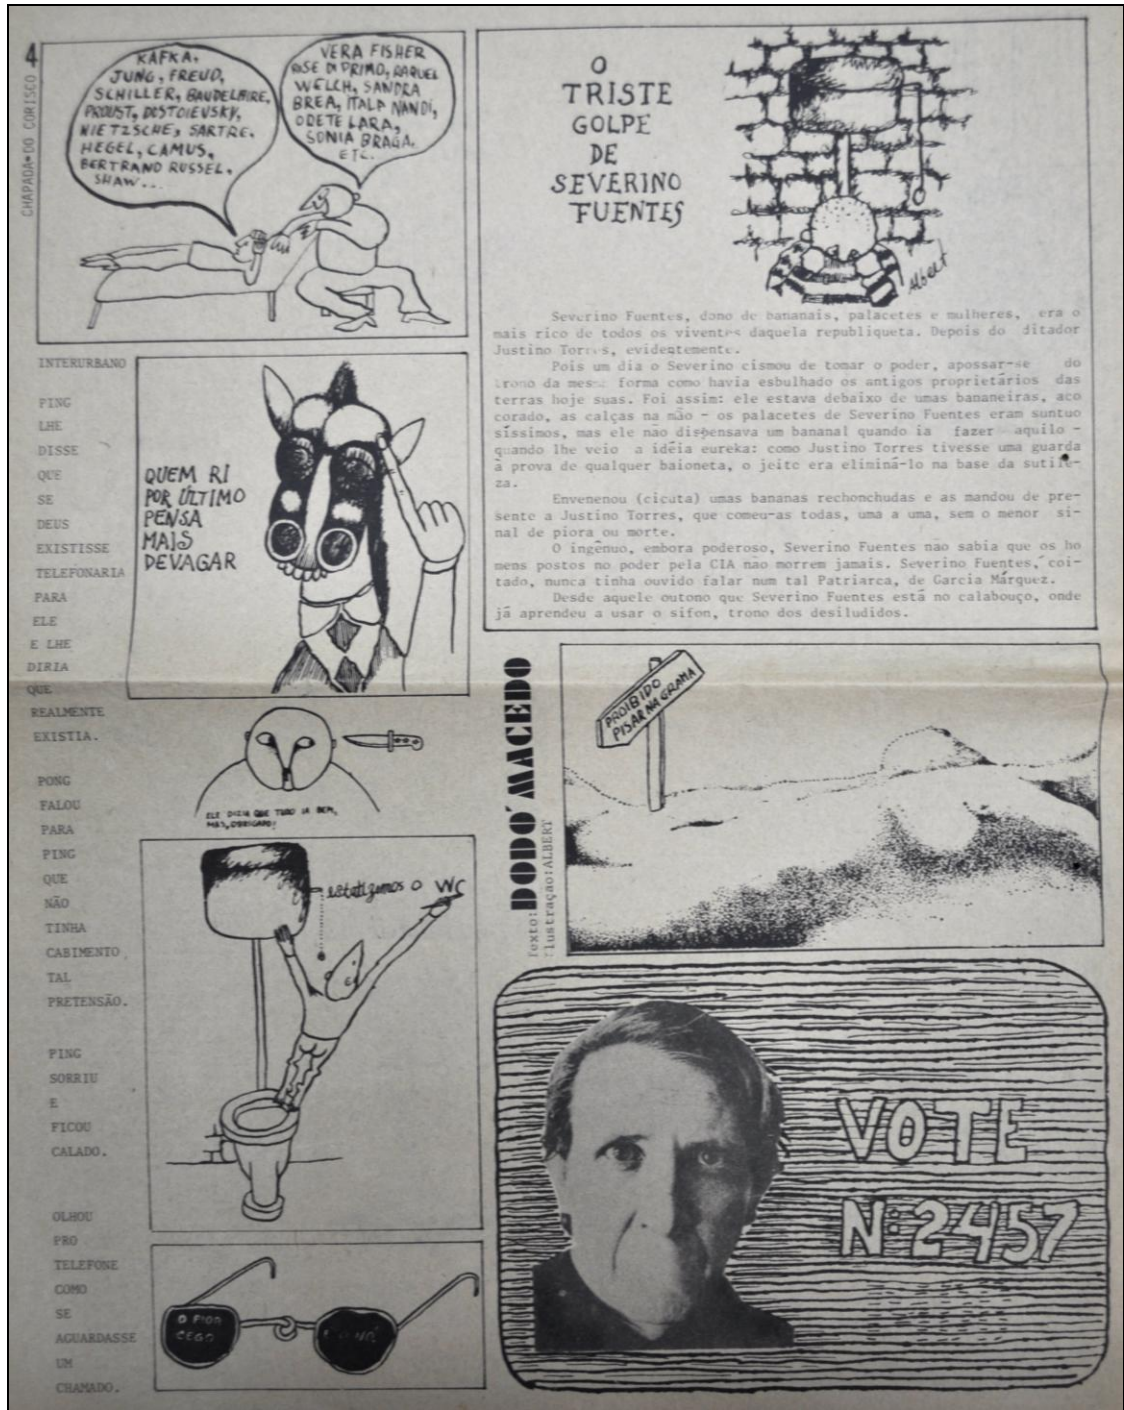 4
CHAPADA DO CORISCO
KAFKA,
JUNG, FREUD,
SCHILLER, BAUDELAIRE,
PROUST, DOSTOIEVSKY,
NIETZSCHE, SARTRE.
HEGEL, CAMUS,
BERTRAND RUSSEL.
SHAW...
VERA FISHER
ROSE DI PRIMO, RAQUEL
WELCH, SANDRA
BREA, ITALA NANDI,
ODETE LARA,
SONIA BRAGA.
ETC.
O
TRISTE
GOLPE
DE
SEVERINO
FUENTES
Albert
Severino Fuentes, dono de bananais, palacetes e mulheres, era o
mais rico de todos os viventes daquela republiqueta. Depois do ditador
Justino Torres, evidentemente.
Pois um dia o Severino cismou de tomar o poder, apossar-se do
trono da mesma forma como havia esbulhado os antigos proprietários das
terras hoje suas. Foi assim: ele estava debaixo de umas bananeiras, aco
corado, as calças na mão - os palacetes de Severino Fuentes eram suntuo
síssimos, mas ele não dispensava um bananal quando ia fazer aquilo -
quando lhe veio a idéia eureka: como Justino Torres tivesse uma guarda
à prova de qualquer baioneta, o jeito era eliminá-lo na base da sutile-
za.
Envenenou (cicuta) umas bananas rechonchudas e as mandou de pre-
sente a Justino Torres, que comeu-as todas, uma a uma, sem o menor si-
nal de piora ou morte.
O ingênuo, embora poderoso, Severino Fuentes não sabia que os ho
mens postos no poder pela CIA não morrem jamais. Severino Fuentes, coi-
tado, nunca tinha ouvido falar num tal Patriarca, de Garcia Márquez.
Desde aquele outono que Severino Fuentes está no calabouço, onde
já aprendeu a usar o sifon, trono dos desiludidos.
INTERURBANO
PING
LHE
DISSE
QUE
SE
DEUS
EXISTISSE
TELEFONARIA
PARA
ELE
E LHE
DIRIA
QUE
REALMENTE
EXISTIA.
PONG
FALOU
PARA
PING
QUE
NÃO
TINHA
CABIMENTO
TAL
PRETENSÃO.
PING
SORRIU
E
FICOU
CALADO.
OLHOU
PRO
TELEFONE
COMO
SE
AGUARDASSE
UM
CHAMADO.
QUEM RI
POR ÚLTIMO
PENSA
MAIS
DEVAGAR
ELE DIZIA QUE TUDO IA BEM,
MAS, OBRIGADO!
estatizemos o WC
O PIOR
CEGO
Texto: DODÓ MACEDO
ilustração: ALBERT
PROIBIDO
PISAR NA GRAMA
VOTE
N: 2457